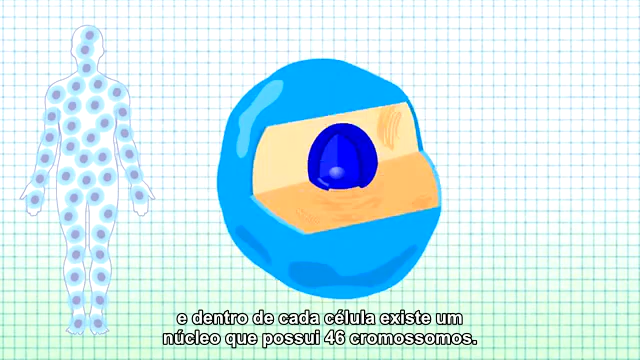 e dentro de cada célula existe um
núcleo que possui 46 cromossomos.